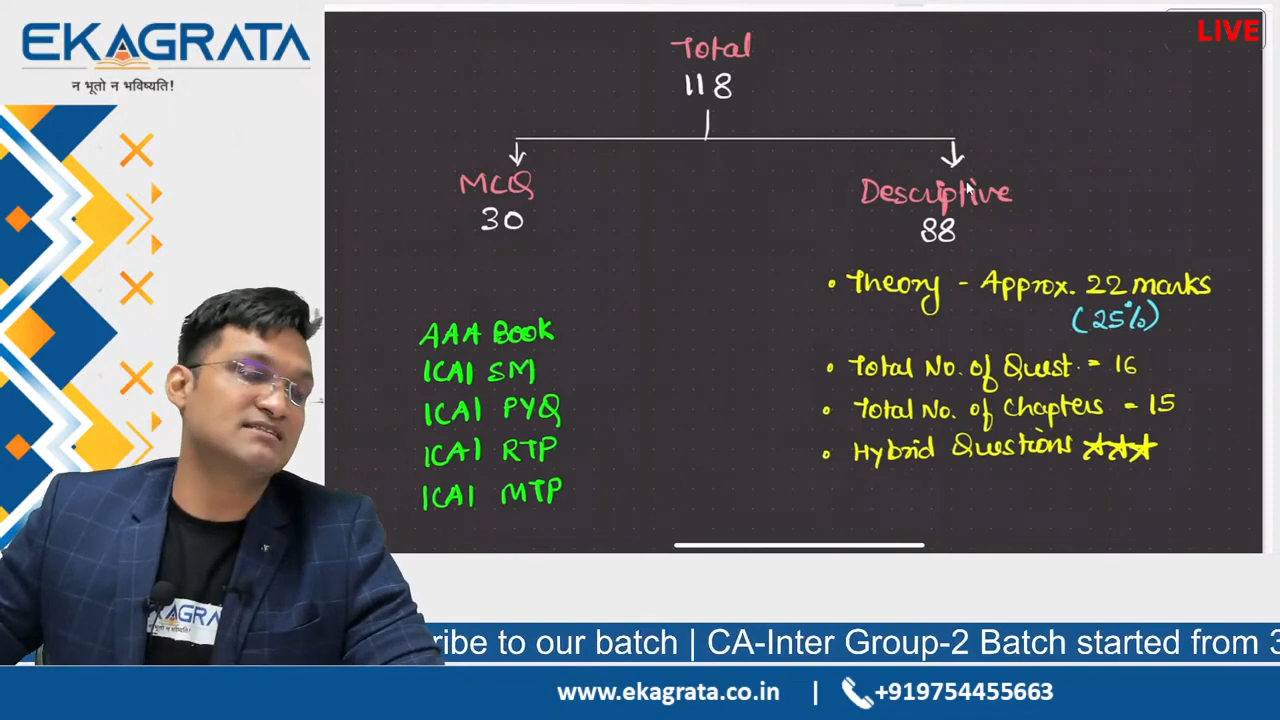 EKAGRATA
न भूतो न भविष्यति!
LIVE
Total
118
MCQ
30
Descriptive
88
• Theory - Approx. 22 marks
(25%)
• Total No. of Quest. = 16
• Total No. of Chapters = 15
• Hybrid Questions ★★★
AAA Book
ICAI SM
ICAI PYQ
ICAI RTP
ICAI MTP
KAGRATA
ribe to our batch | CA-Inter Group-2 Batch started from 3
www.ekagrata.co.in | +919754455663